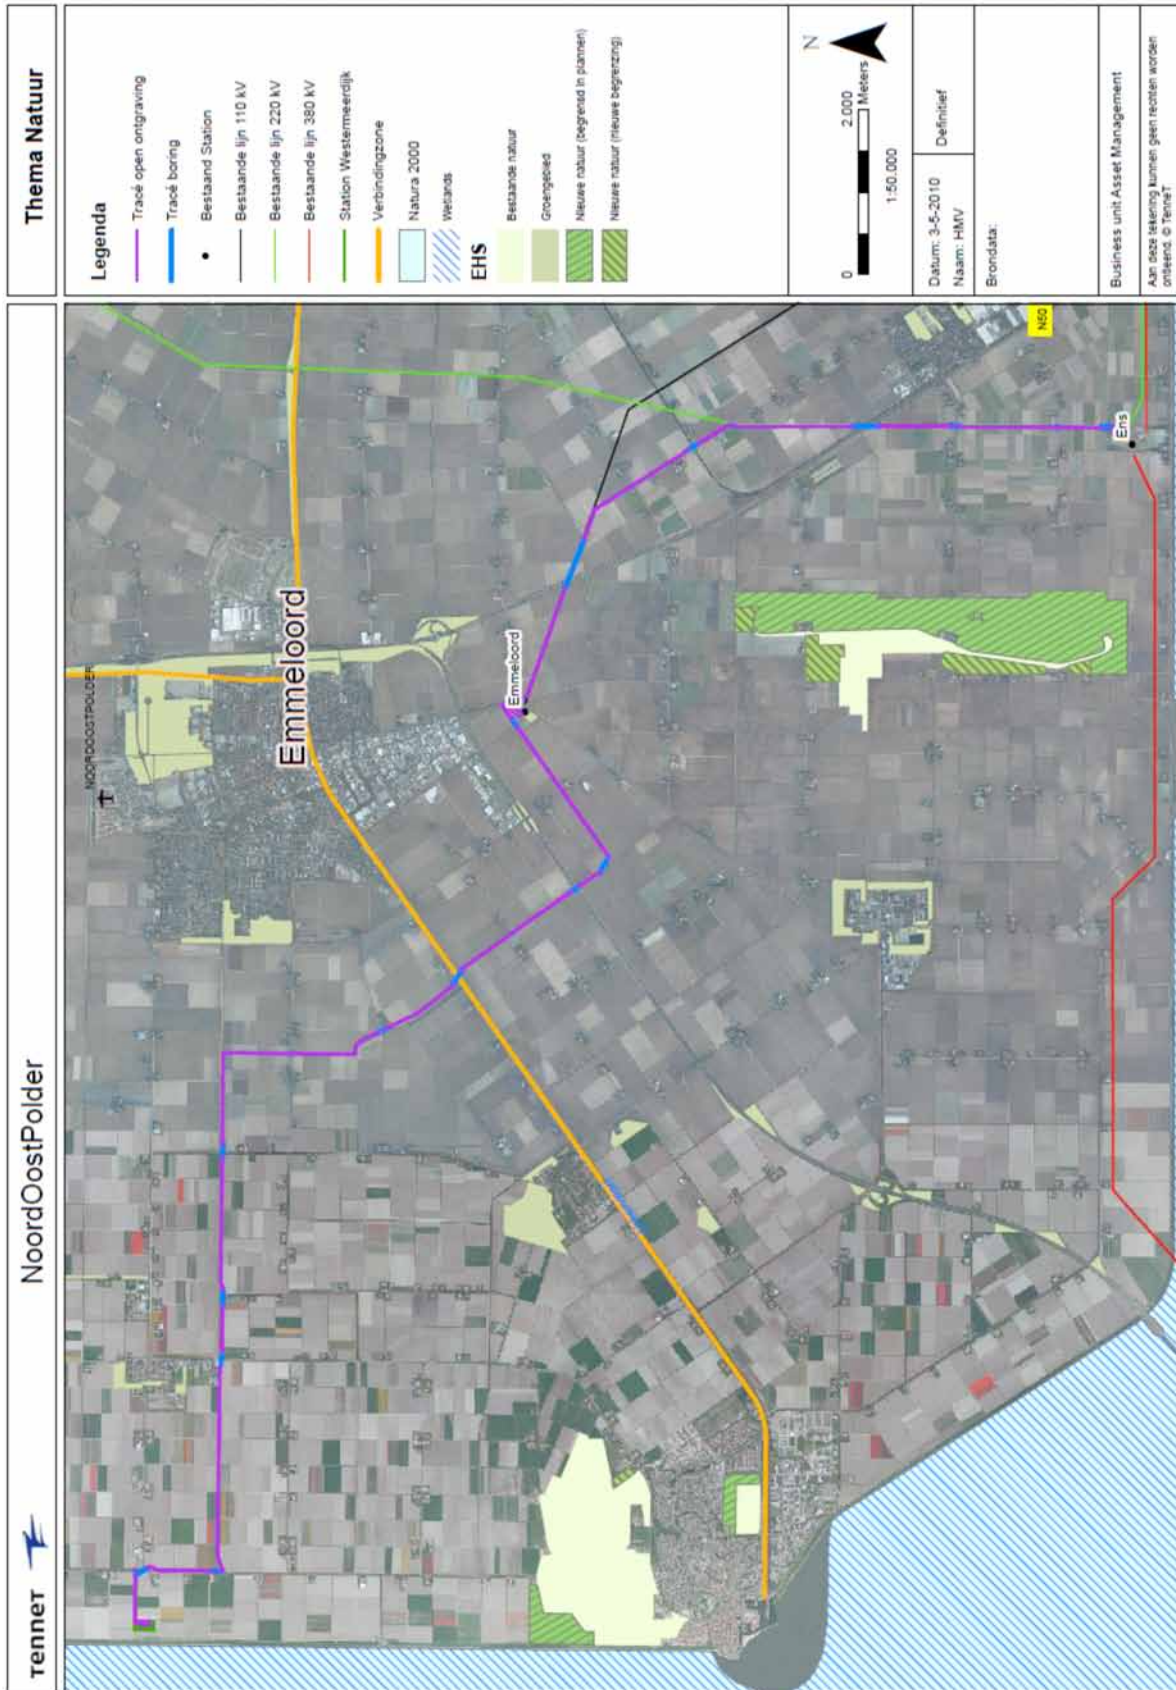 TENNET
NoordOostPolder
Thema Natuur
NOORDOOSTPOLDER
Emmeloord
Emmeloord
Ens
N50
Legenda
Tracé open ontgraving
Tracé boring
Bestaand Station
Bestaande lijn 110 kV
Bestaande lijn 220 kV
Bestaande lijn 380 kV
Station Westermeerdijk
Verbindingzone
Natura 2000
Wetlands
EHS
Bestaande natuur
Groengebied
Nieuwe natuur (begrensd in plannen)
Nieuwe natuur (nieuwe begrenzing)
N
0 2.000
Meters
1:50.000
Datum: 3-5-2010
Naam: HMV
Definitief
Brondata:
Business unit Asset Management
Aan deze tekening kunnen geen rechten worden
ontleend. © TenneT